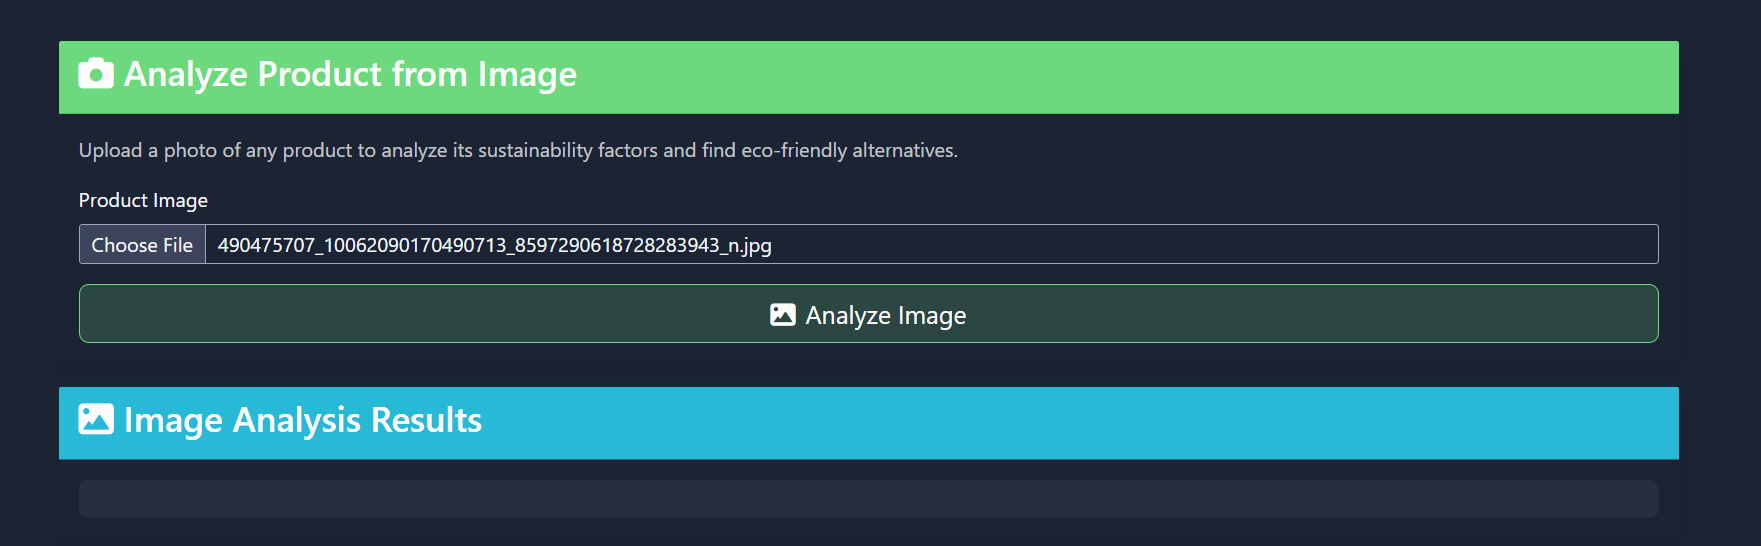 Analyze Product from Image
Upload a photo of any product to analyze its sustainability factors and find eco-friendly alternatives.
Product Image
Choose File 490475707_10062090170490713_8597290618728283943_n.jpg
Analyze Image
Image Analysis Results